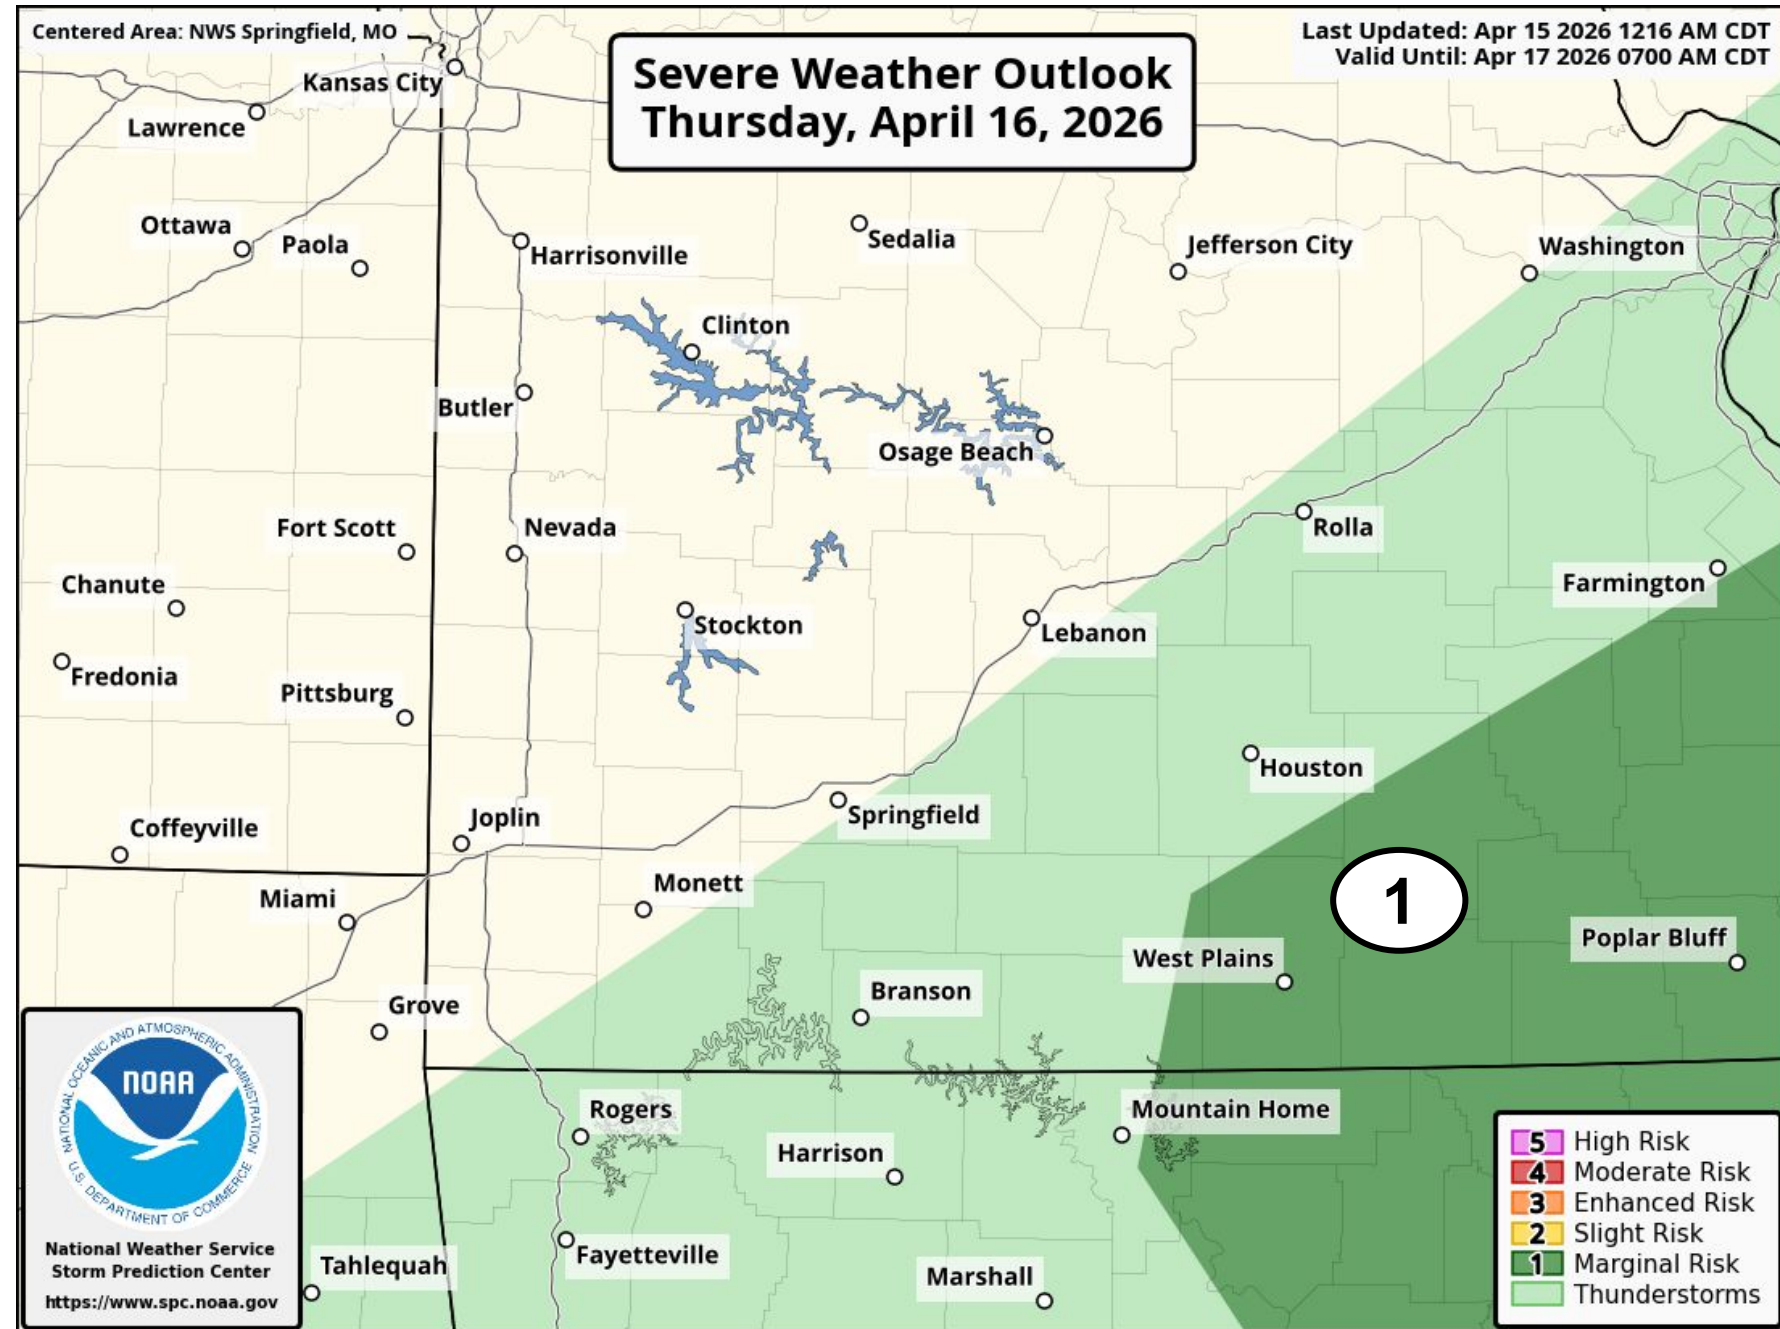 Centered Area: NWS Springfield, MO
Last Updated: Apr 15 2026 1216 AM CDT
Valid Until: Apr 17 2026 0700 AM CDT
Severe Weather Outlook
Thursday, April 16, 2026
Kansas City
Lawrence
Ottawa
Paola
Harrisonville
Sedalia
Jefferson City
Washington
Clinton
Butler
Osage Beach
Fort Scott
Nevada
Rolla
Chanute
Farmington
Stockton
Lebanon
Fredonia
Pittsburg
Houston
Coffeyville
Joplin
Springfield
Miami
Monett
1
Poplar Bluff
West Plains
Branson
Grove
Rogers
Mountain Home
Harrison
Tahlequah
Fayetteville
Marshall
NATIONAL OCEANIC AND ATMOSPHERIC ADMINISTRATION
NOAA
U.S. DEPARTMENT OF COMMERCE
National Weather Service
Storm Prediction Center
https://www.spc.noaa.gov
5 High Risk
4 Moderate Risk
3 Enhanced Risk
2 Slight Risk
1 Marginal Risk
Thunderstorms